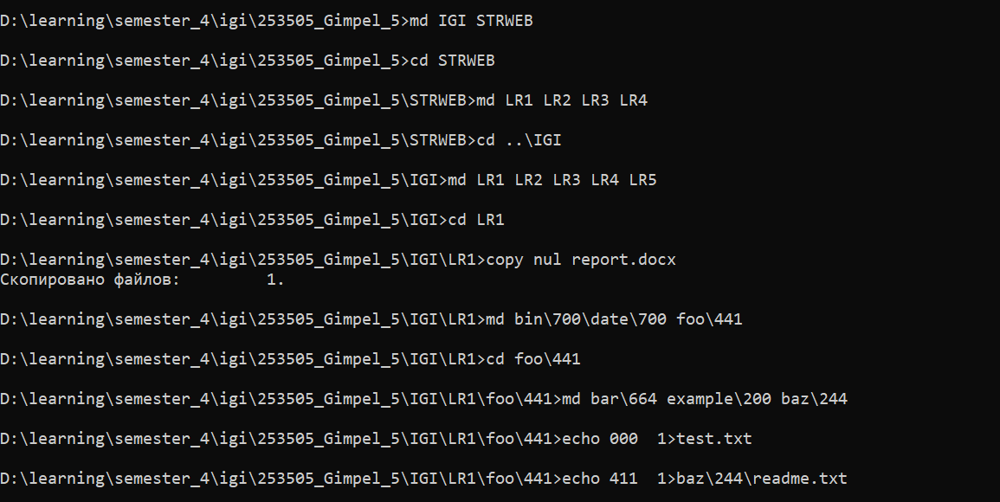 D:\learning\semester_4\igi\253505_Gimpel_5>md IGI STRWEB
D:\learning\semester_4\igi\253505_Gimpel_5>cd STRWEB
D:\learning\semester_4\igi\253505_Gimpel_5\STRWEB>md LR1 LR2 LR3 LR4
D:\learning\semester_4\igi\253505_Gimpel_5\STRWEB>cd ..\IGI
D:\learning\semester_4\igi\253505_Gimpel_5\IGI>md LR1 LR2 LR3 LR4 LR5
D:\learning\semester_4\igi\253505_Gimpel_5\IGI>cd LR1
D:\learning\semester_4\igi\253505_Gimpel_5\IGI\LR1>copy nul report.docx
Скопировано файлов:         1.
D:\learning\semester_4\igi\253505_Gimpel_5\IGI\LR1>md bin\700\date\700 foo\441
D:\learning\semester_4\igi\253505_Gimpel_5\IGI\LR1>cd foo\441
D:\learning\semester_4\igi\253505_Gimpel_5\IGI\LR1\foo\441>md bar\664 example\200 baz\244
D:\learning\semester_4\igi\253505_Gimpel_5\IGI\LR1\foo\441>echo 000  1>test.txt
D:\learning\semester_4\igi\253505_Gimpel_5\IGI\LR1\foo\441>echo 411  1>baz\244\readme.txt